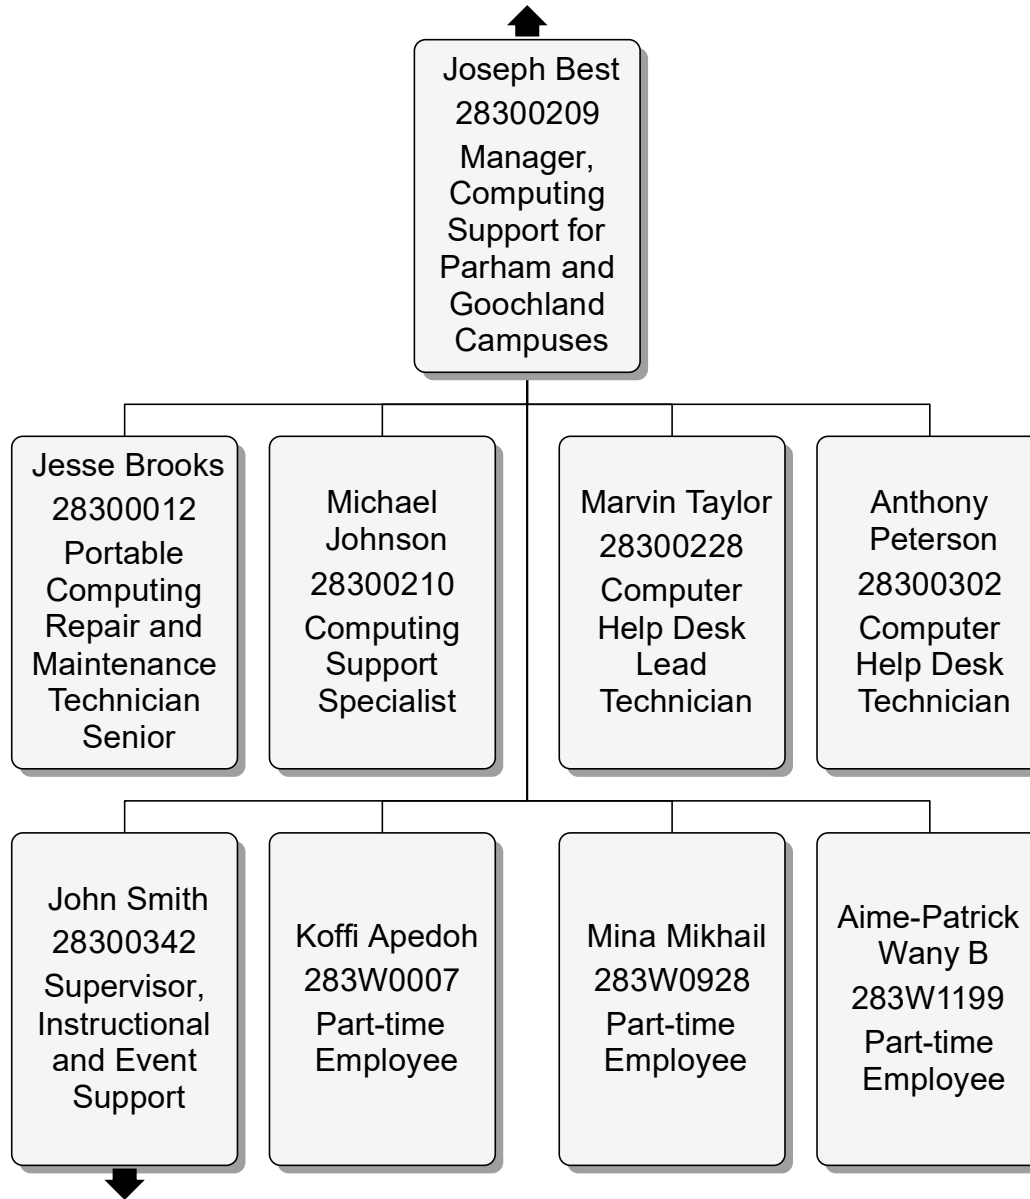 Joseph Best
28300209
Manager,
Computing
Support for
Parham and
Goochland
Campuses
Jesse Brooks
28300012
Portable
Computing
Repair and
Maintenance
Technician
Senior
Michael
Johnson
28300210
Computing
Support
Specialist
Marvin Taylor
28300228
Computer
Help Desk
Lead
Technician
Anthony
Peterson
28300302
Computer
Help Desk
Technician
John Smith
28300342
Supervisor,
Instructional
and Event
Support
Koffi Apedoh
283W0007
Part-time
Employee
Mina Mikhail
283W0928
Part-time
Employee
Aime-Patrick
Wany B
283W1199
Part-time
Employee